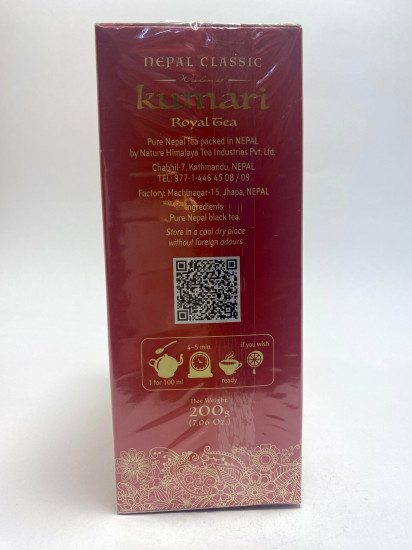 NEPAL CLASSIC
kumari
Royal Tea
Pure Nepal Tea packed in NEPAL
by Nature Himalaya Tea Industries Pvt. Ltd.
Chabhil-7, Kathmandu, NEPAL
TEL: 977-1-446 45 08 / 09
Factory: Machinagar-15, Jhapa, NEPAL
Ingredients:
Pure Nepal black tea.
Store in a cool dry place
without foreign odours
4-5 min
if you wish
1 for 100 ml
ready
Net Weight
200g
(7.06 Oz.)